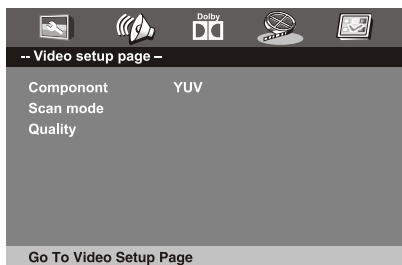 Dolby
-- Video setup page –
Componont YUV
Scan mode
Quality
Go To Video Setup Page